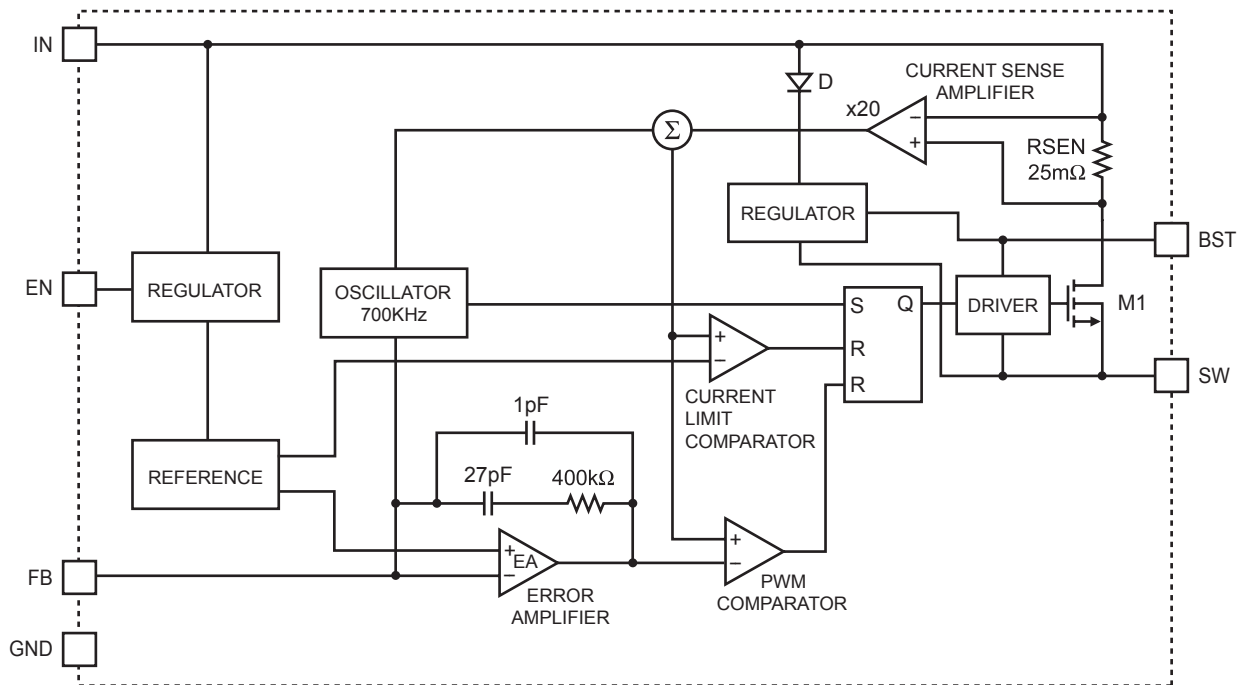 IN
D
CURRENT SENSE
AMPLIFIER
x20
−
+
Σ
RSEN
25mΩ
REGULATOR
BST
EN
REGULATOR
OSCILLATOR
700KHz
S
Q
DRIVER
M1
+
−
R
R
SW
CURRENT
LIMIT
COMPARATOR
1pF
REFERENCE
27pF
400kΩ
+
EA
−
+
−
FB
ERROR
AMPLIFIER
PWM
COMPARATOR
GND